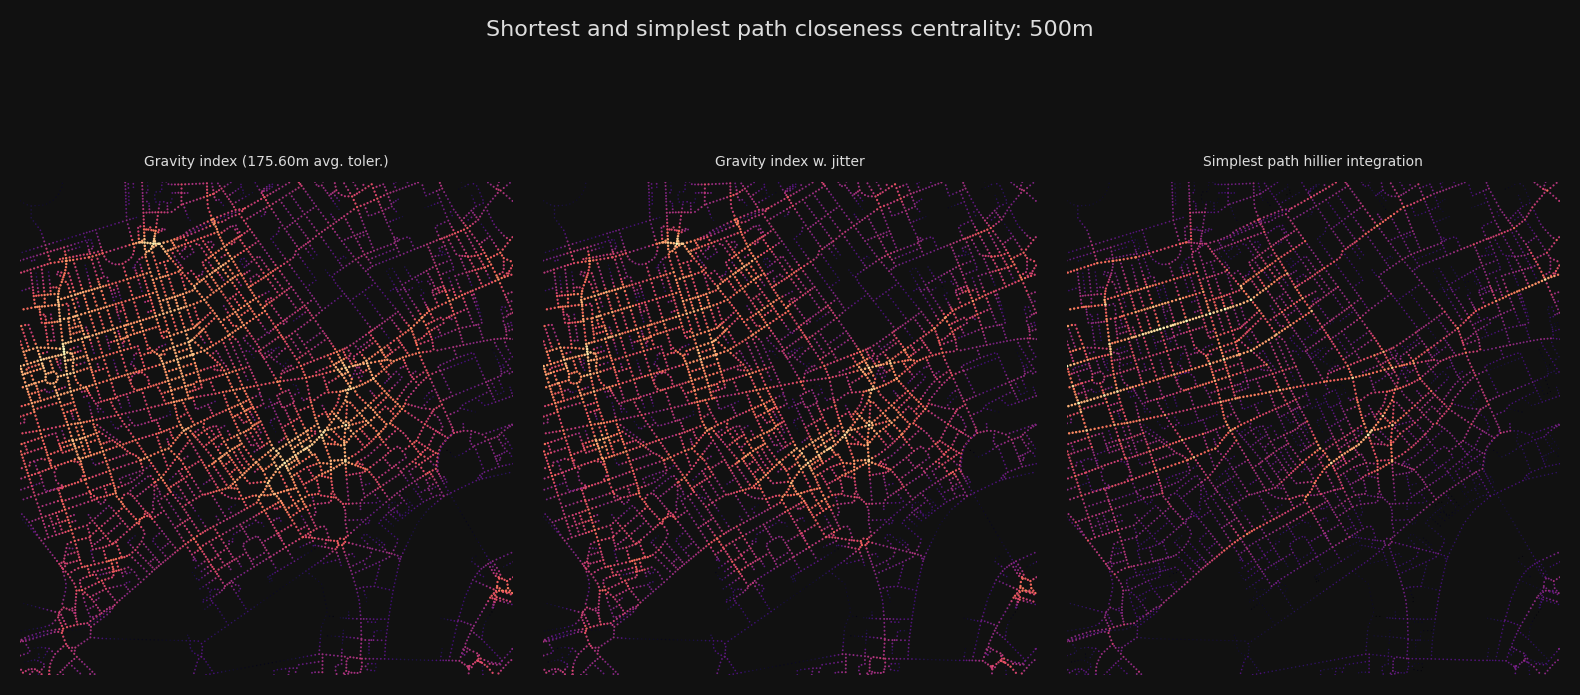 Shortest and simplest path closeness centrality: 500m
Gravity index (175.60m avg. toler.)
Gravity index w. jitter
Simplest path hillier integration